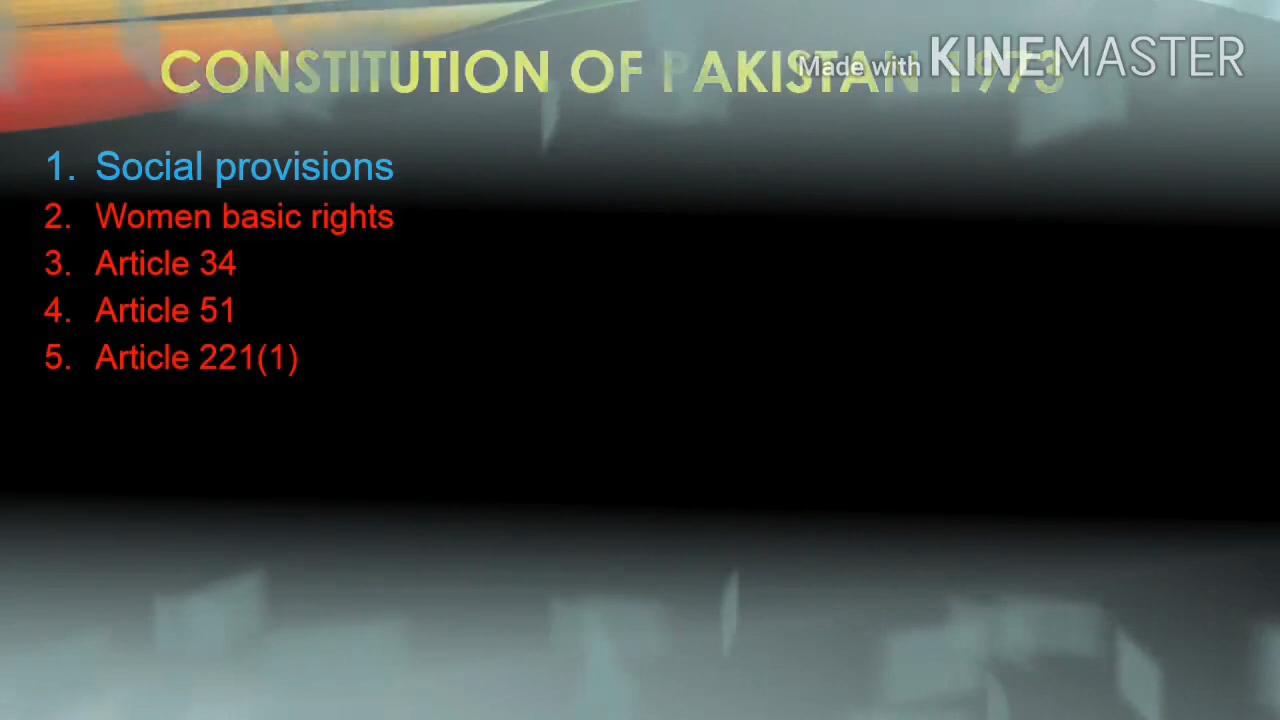 CONSTITUTION OF PAKISTAN 1973
Made with KINEMASTER
1. Social provisions
2. Women basic rights
3. Article 34
4. Article 51
5. Article 221(1)